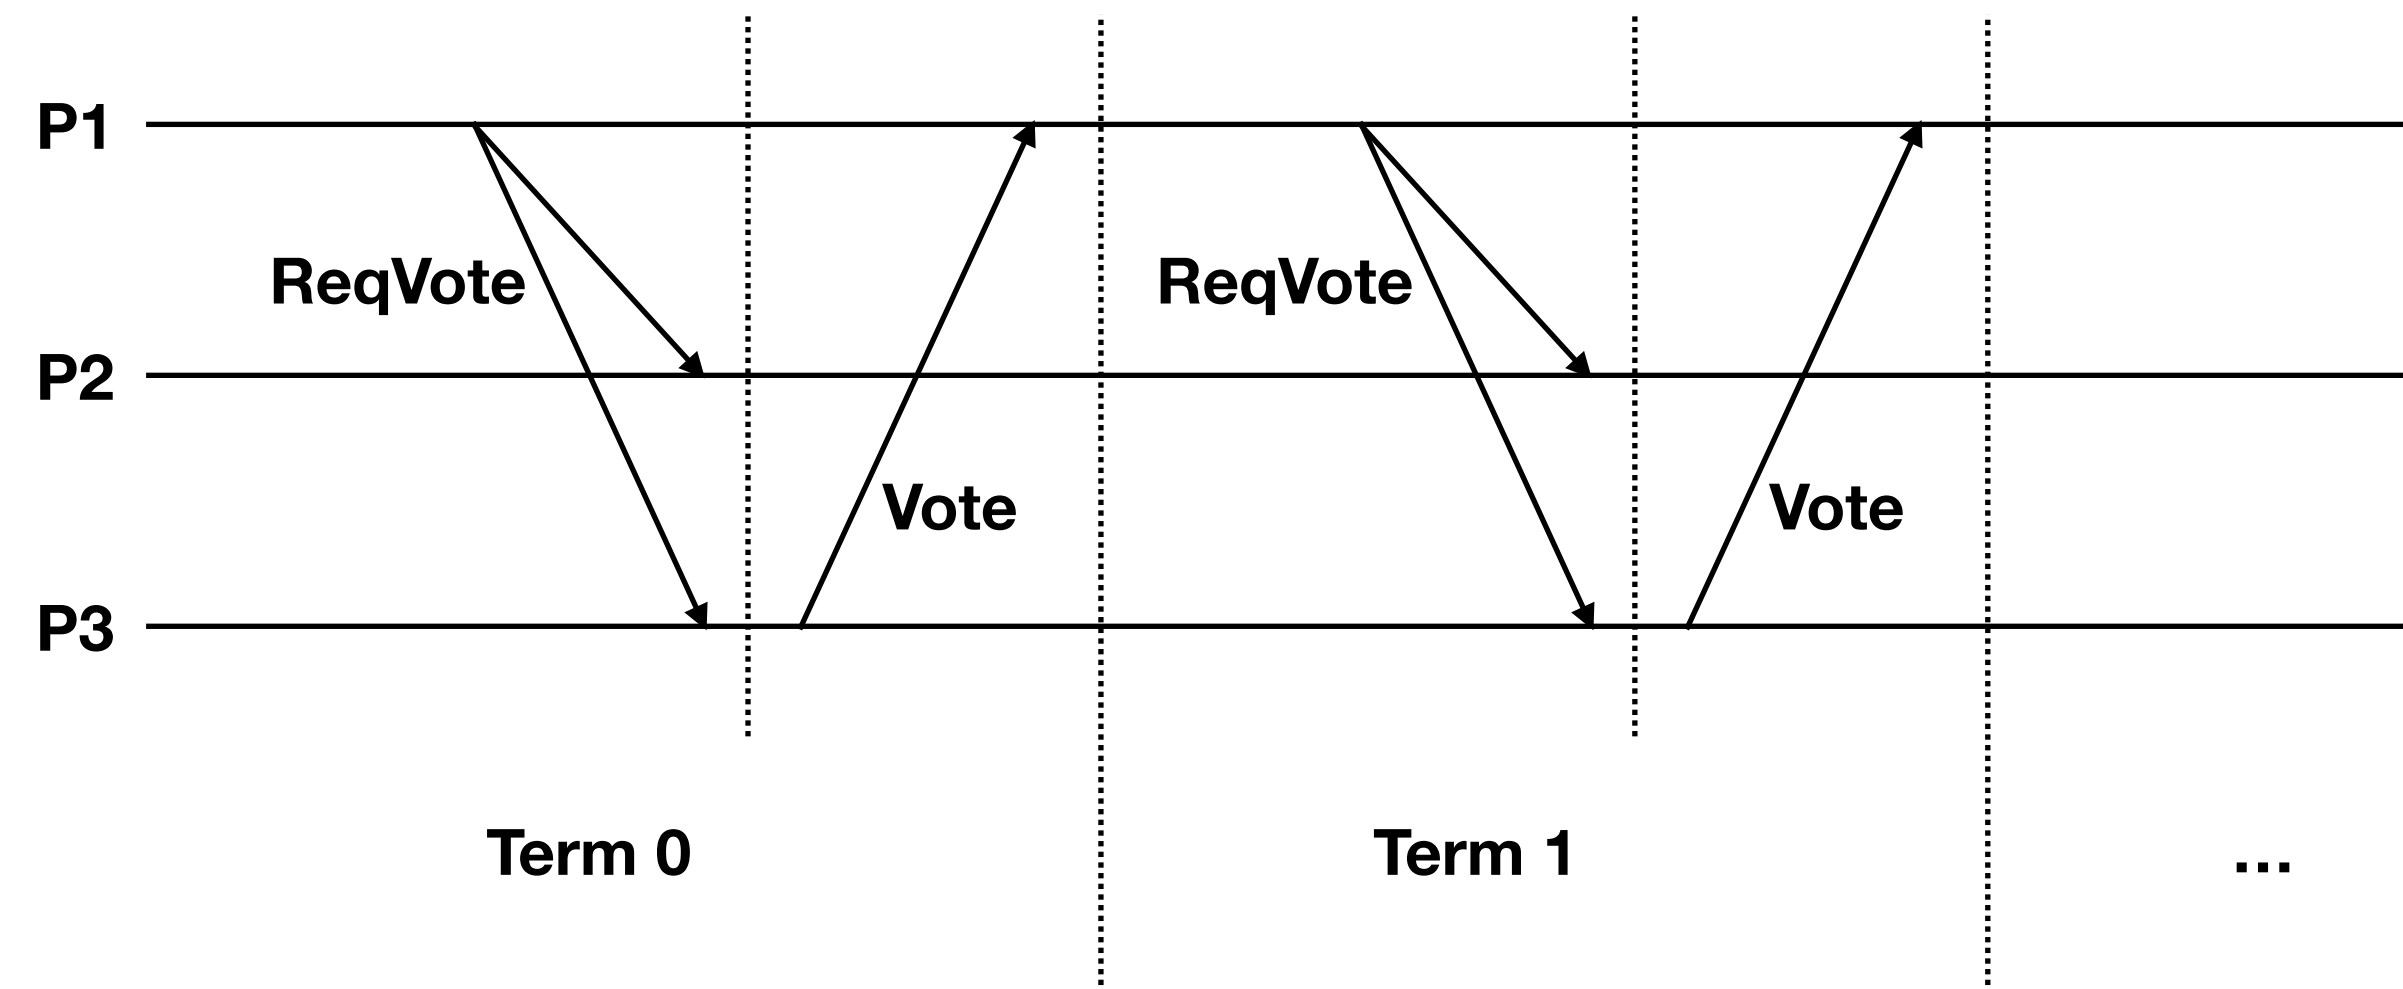 P1
ReqVote
ReqVote
P2
Vote
Vote
P3
Term 0
Term 1
...